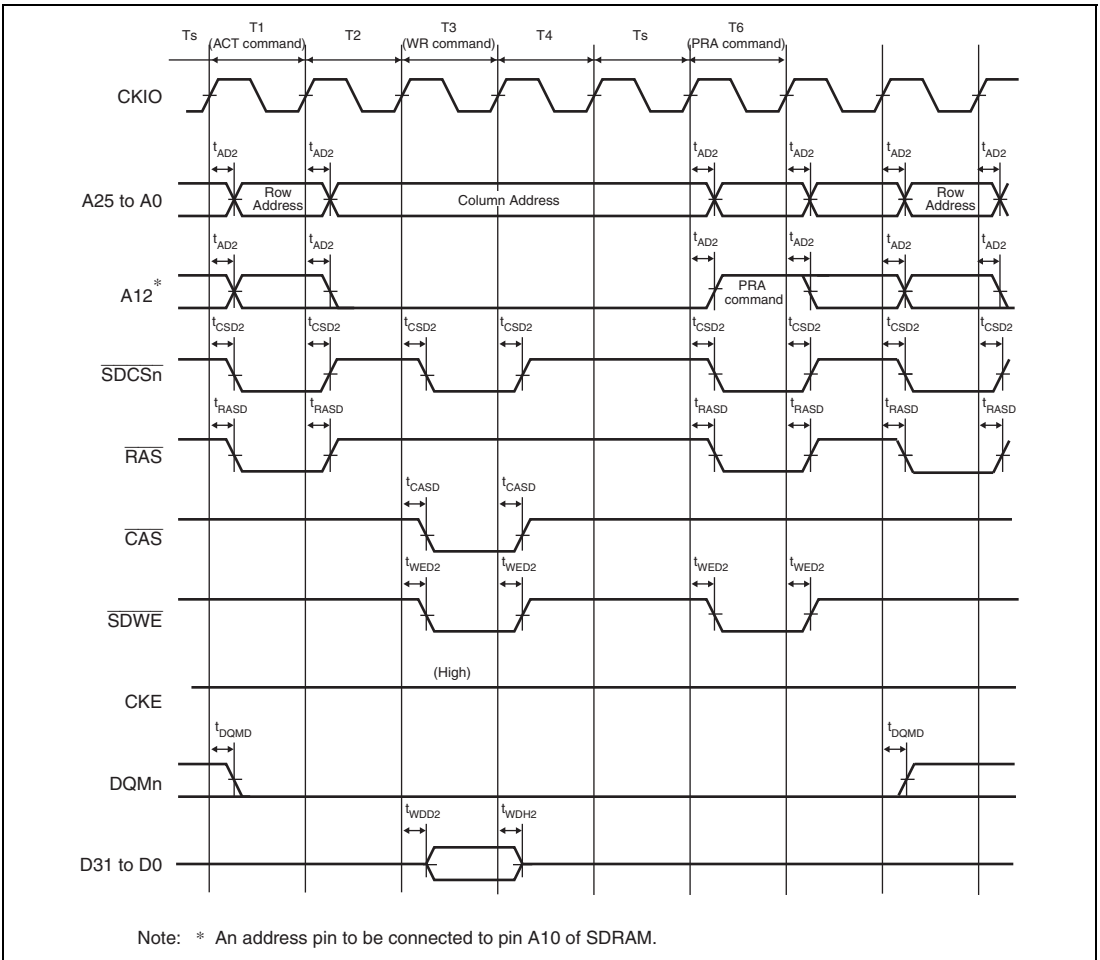 Ts T1 T2 T3 T4 Ts T6
(ACT command) (WR command) (PRA command)
CKIO
tAD2 tAD2 tAD2 tAD2 tAD2 tAD2
A25 to A0 Row Address Column Address Row Address
tAD2 tAD2 tAD2 tAD2 tAD2 tAD2
A12* PRA command
tCSD2 tCSD2 tCSD2 tCSD2 tCSD2 tCSD2 tCSD2 tCSD2
SDCSn
tRASD tRASD tRASD tRASD tRASD tRASD
RAS
tCASD tCASD
CAS
tWED2 tWED2 tWED2 tWED2
SDWE
(High)
CKE
tDQMD tDQMD
DQMn
tWDD2 tWDH2
D31 to D0
Note: * An address pin to be connected to pin A10 of SDRAM.